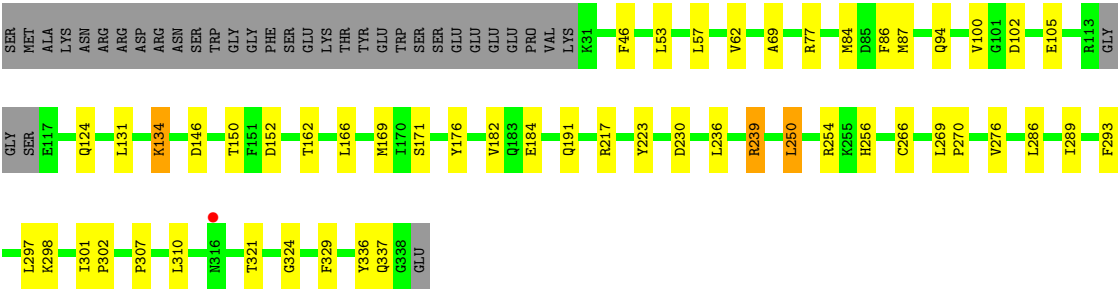 SER MET ALA LYS ASN ARG ARG ASP ARG ASN SER TRP GLY GLY PHE SER GLU LYS THR TYR GLU TRP SER SER GLU GLU GLU GLU PRO VAL LYS K31 F46 L53 L57 V62 A69 R77 M84 D85 F86 M87 Q94 V100 G101 D102 E105 R113 GLY
GLY SER E117 Q124 L131 K134 D146 T150 F151 D152 T162 L166 M169 I170 S171 Y176 V182 Q183 E184 Q191 R217 Y223 D230 L236 R239 L250 R254 K255 H256 C266 L269 P270 V276 L286 I289 F293
L297 K298 I301 P302 P307 L310 N316 T321 G324 F329 Y336 Q337 G338 GLU